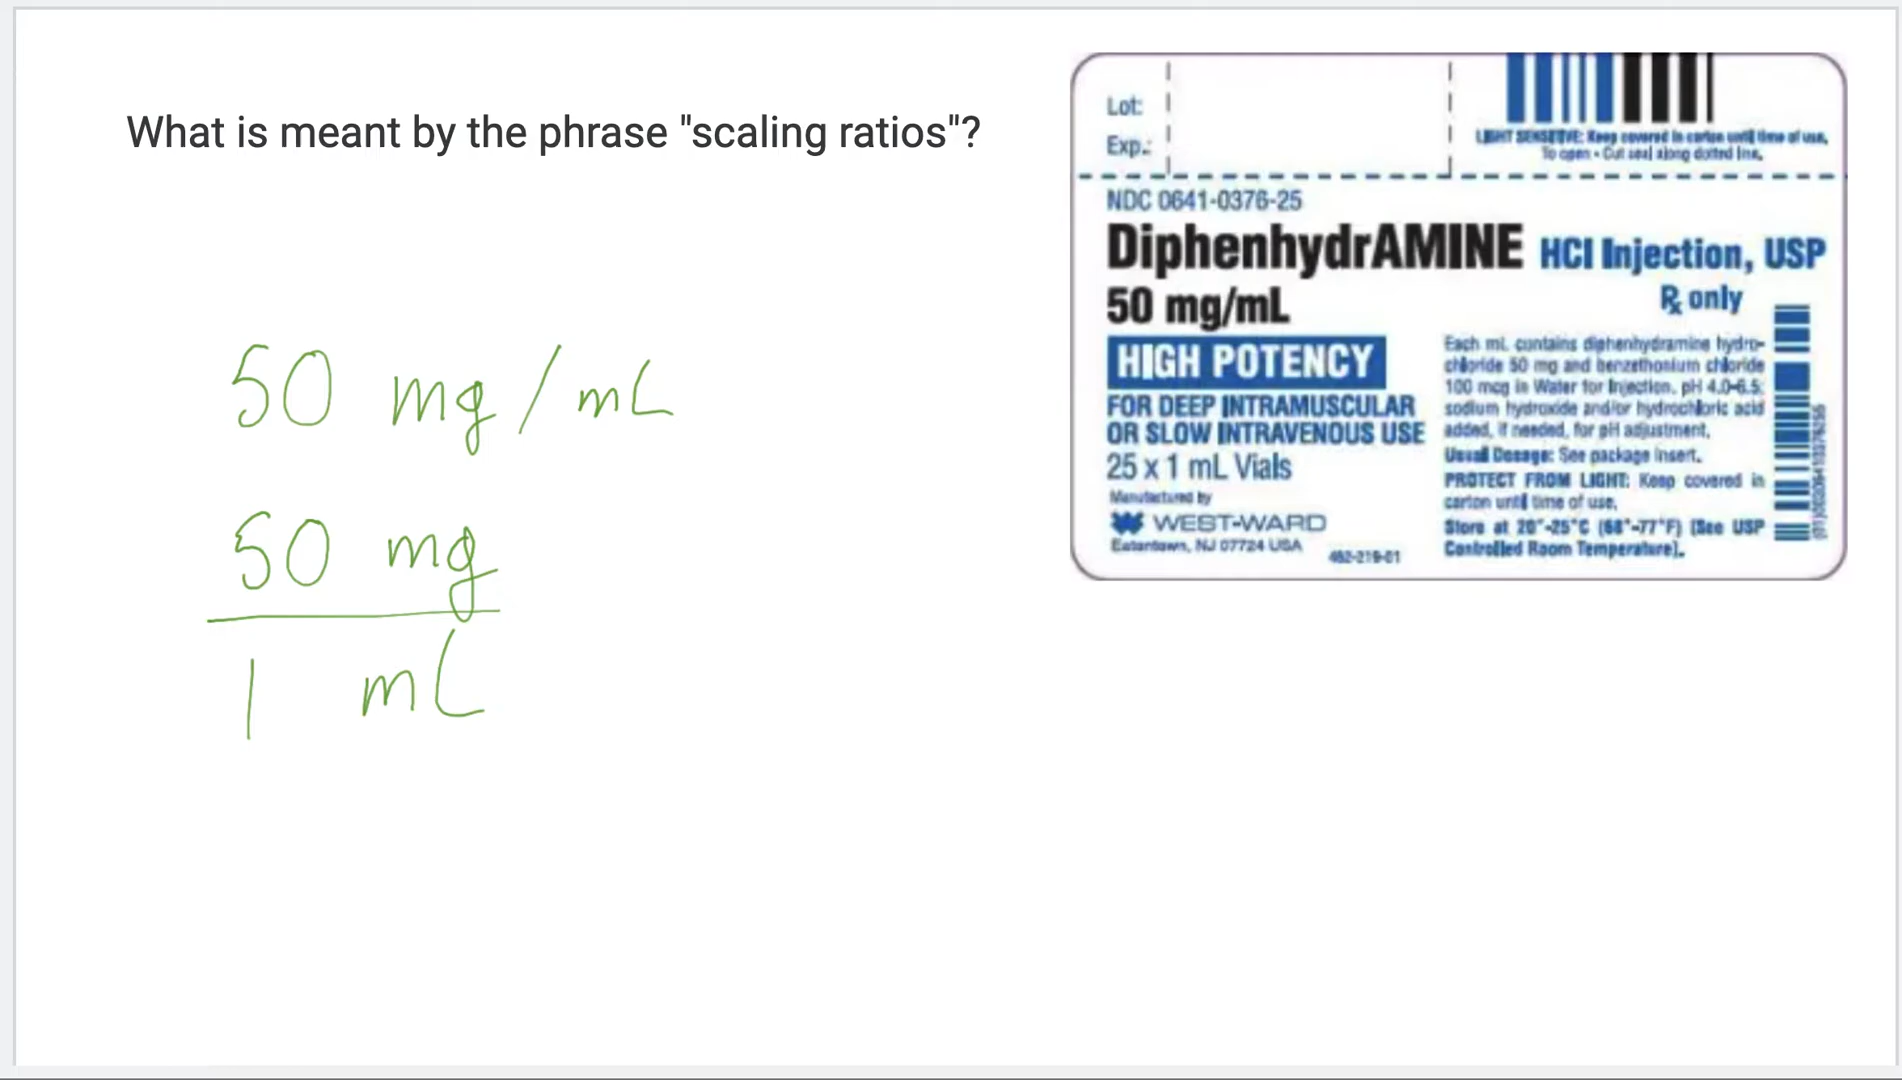 What is meant by the phrase "scaling ratios"?
50 mg/mL
50 mg
1 mL
Lot:
Exp.:
LIGHT SENSITIVE: Keep covered in carton until time of use.
To open • Cut seal along dotted line.
NDC 0641-0376-25
DiphenhydrAMINE HCl Injection, USP
50 mg/mL
Rx only
HIGH POTENCY
FOR DEEP INTRAMUSCULAR
OR SLOW INTRAVENOUS USE
25 x 1 mL Vials
Manufactured by
WEST-WARD
Eatontown, NJ 07724 USA
462-219-01
Each mL contains diphenhydramine hydro-
chloride 50 mg and benzethonium chloride
100 mcg in Water for Injection. pH 4.0-6.5;
sodium hydroxide and/or hydrochloric acid
added, if needed, for pH adjustment.
Usual Dosage: See package insert.
PROTECT FROM LIGHT: Keep covered in
carton until time of use.
Store at 20°-25°C (68°-77°F) [See USP
Controlled Room Temperature].